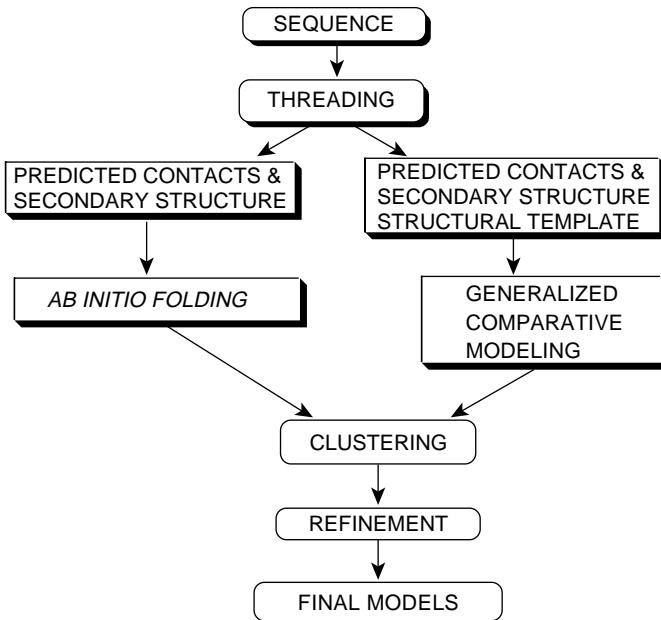 SEQUENCE
THREADING
PREDICTED CONTACTS &
SECONDARY STRUCTURE
PREDICTED CONTACTS &
SECONDARY STRUCTURE
STRUCTURAL TEMPLATE
AB INITIO FOLDING
GENERALIZED
COMPARATIVE
MODELING
CLUSTERING
REFINEMENT
FINAL MODELS